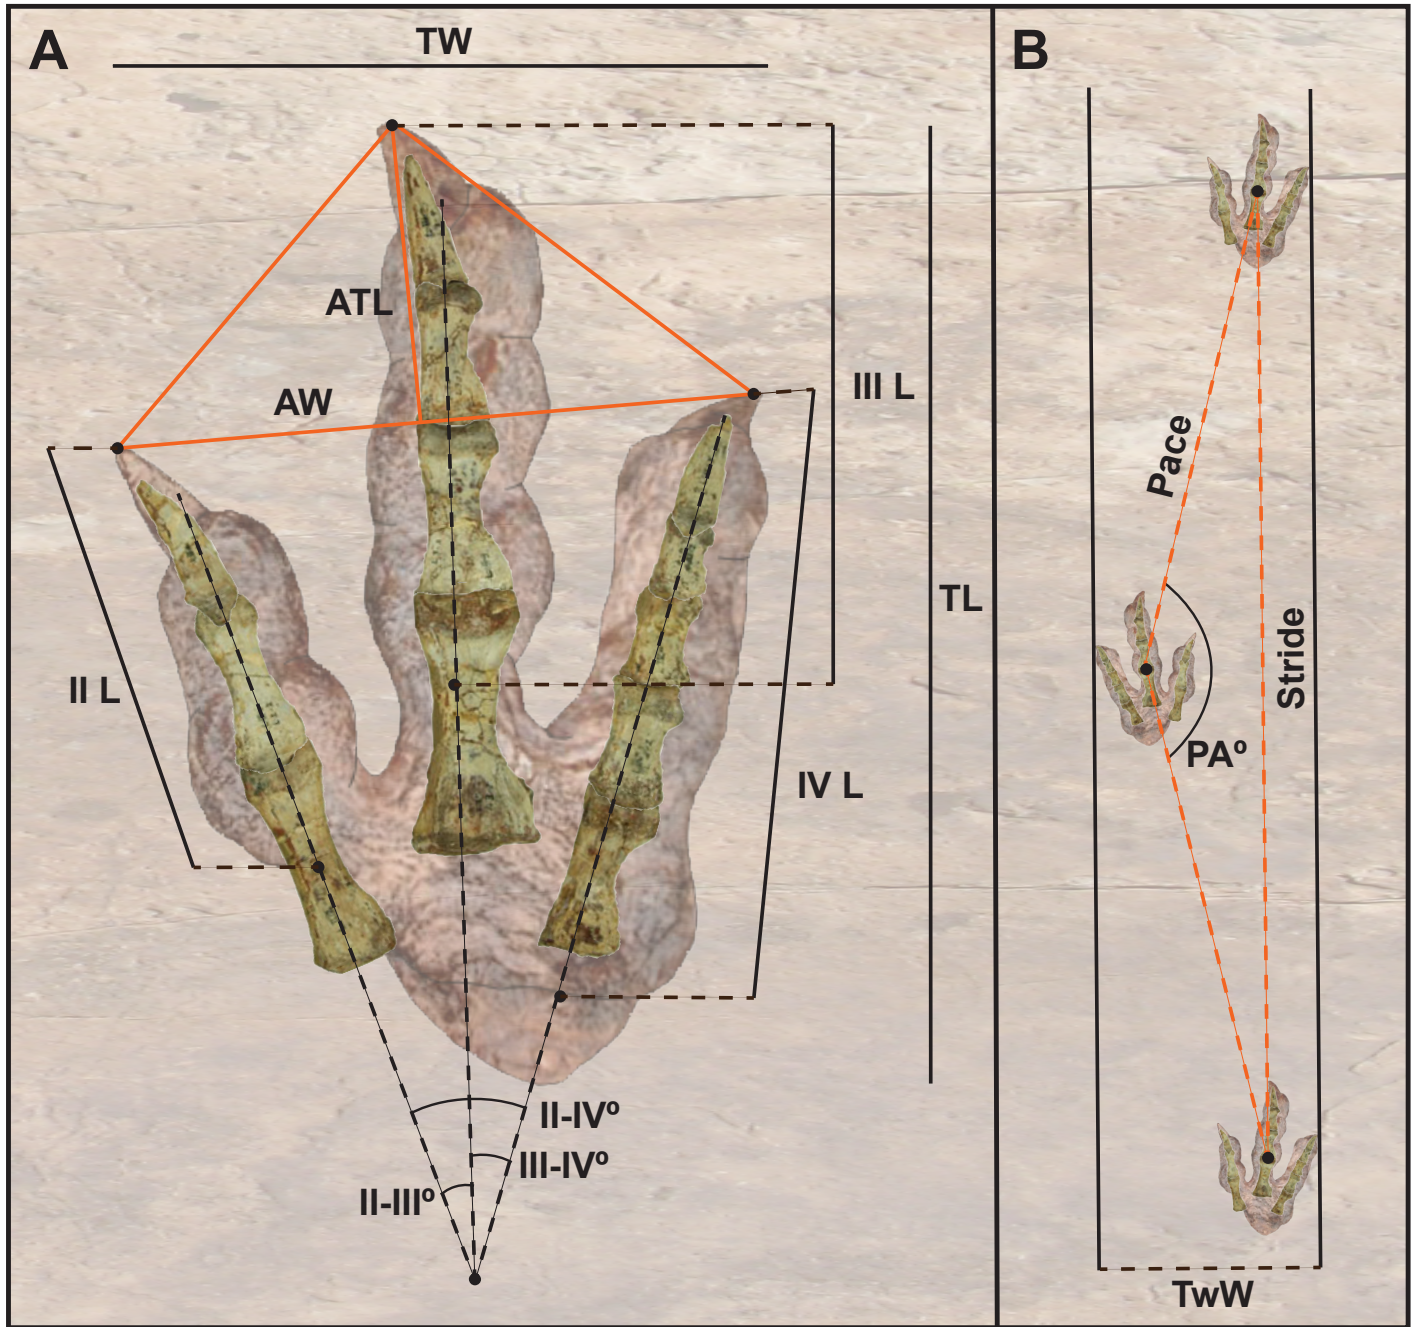 A
TW
ATL
AW
III L
II L
TL
IV L
II-IVº
III-IVº
II-IIIº
B
Pace
Stride
PAº
TwW